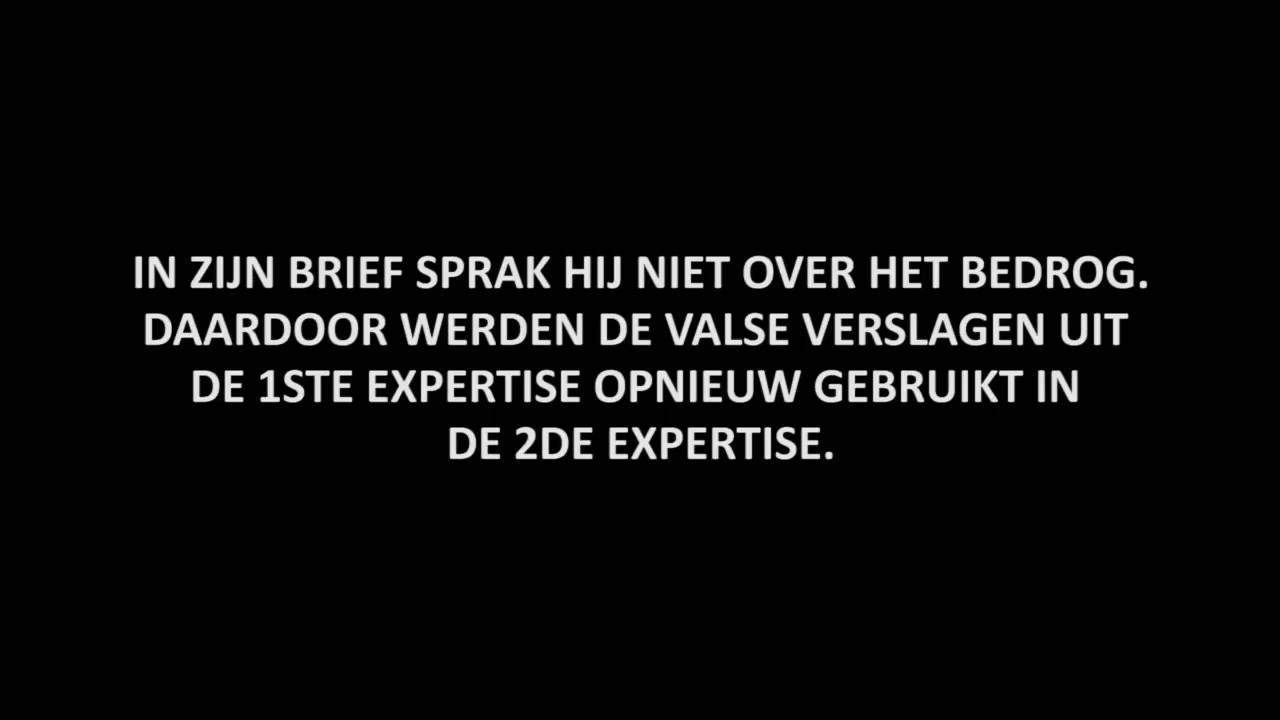 IN ZIJN BRIEF SPRAK HIJ NIET OVER HET BEDROG.
DAARDOOR WERDEN DE VALSE VERSLAGEN UIT
DE 1STE EXPERTISE OPNIEUW GEBRUIKT IN
DE 2DE EXPERTISE.